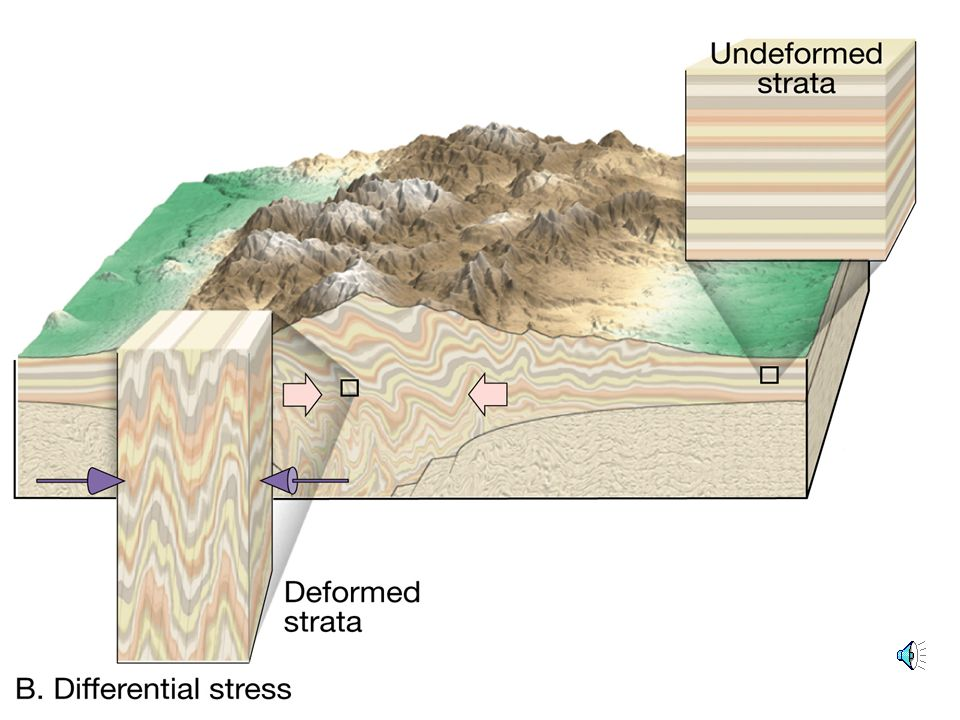 Undeformed
strata
Deformed
strata
B. Differential stress